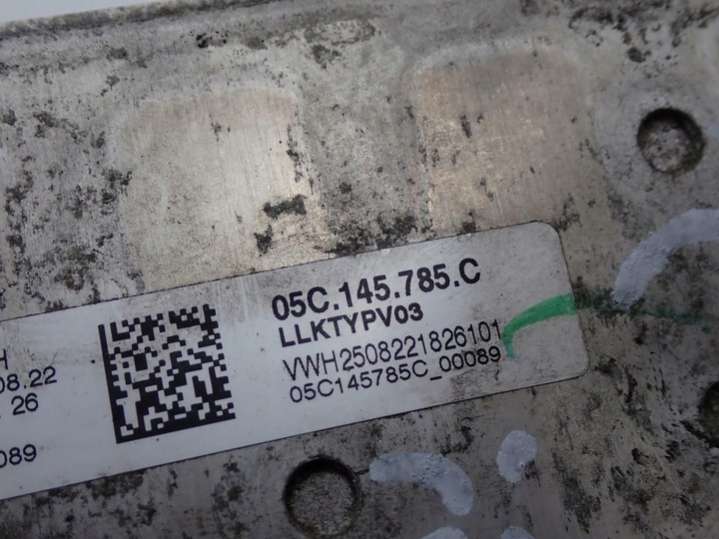 H
08.22
26
089
05C.145.785.C
LLKTYPV03
VWH2508221826101
05C145785C_00089